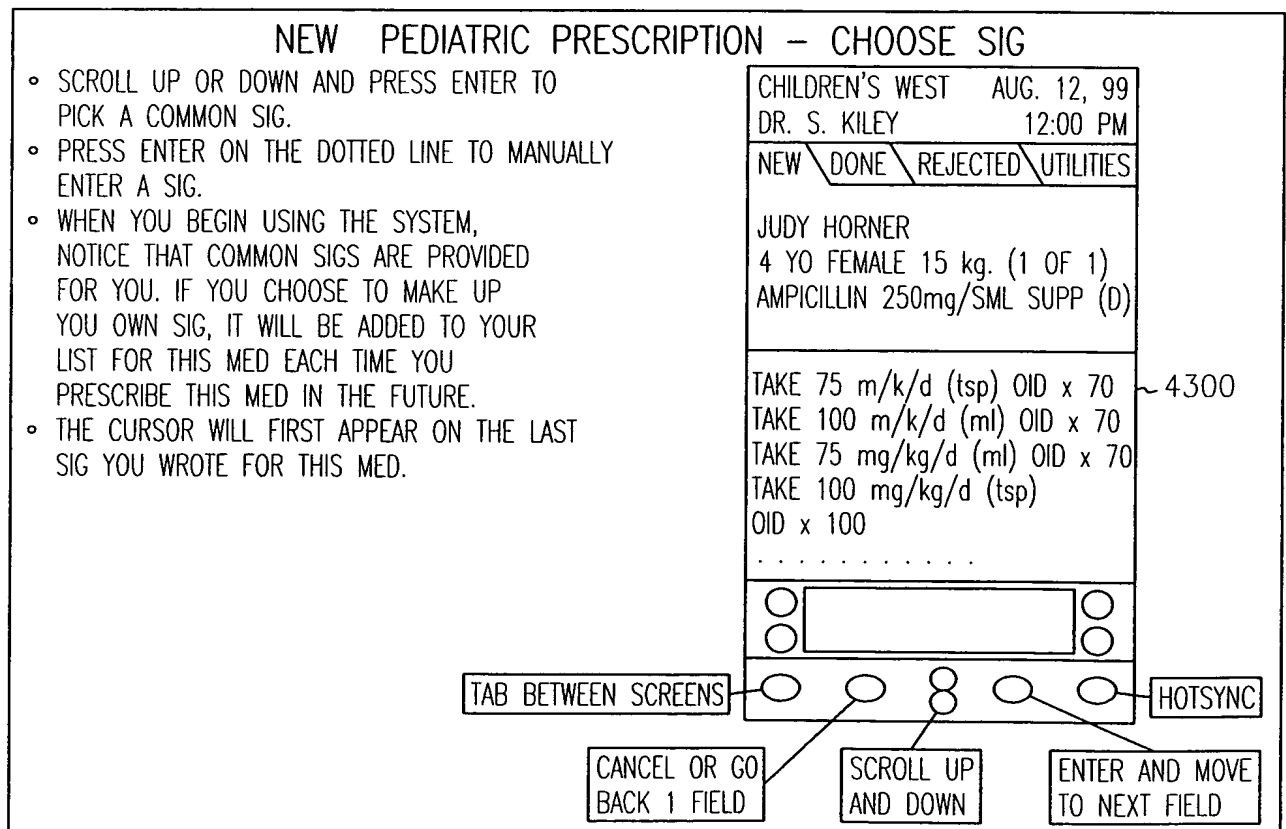 NEW PEDIATRIC PRESCRIPTION – CHOOSE SIG
∘ SCROLL UP OR DOWN AND PRESS ENTER TO
PICK A COMMON SIG.
∘ PRESS ENTER ON THE DOTTED LINE TO MANUALLY
ENTER A SIG.
∘ WHEN YOU BEGIN USING THE SYSTEM,
NOTICE THAT COMMON SIGS ARE PROVIDED
FOR YOU. IF YOU CHOOSE TO MAKE UP
YOU OWN SIG, IT WILL BE ADDED TO YOUR
LIST FOR THIS MED EACH TIME YOU
PRESCRIBE THIS MED IN THE FUTURE.
∘ THE CURSOR WILL FIRST APPEAR ON THE LAST
SIG YOU WROTE FOR THIS MED.
CHILDREN'S WEST AUG. 12, 99
DR. S. KILEY 12:00 PM
NEW DONE REJECTED UTILITIES
JUDY HORNER
4 YO FEMALE 15 kg. (1 OF 1)
AMPICILLIN 250mg/SML SUPP (D)
TAKE 75 m/k/d (tsp) OID x 70
TAKE 100 m/k/d (ml) OID x 70
TAKE 75 mg/kg/d (ml) OID x 70
TAKE 100 mg/kg/d (tsp)
OID x 100
. . . . . . . . . . .
4300
TAB BETWEEN SCREENS
HOTSYNC
CANCEL OR GO
BACK 1 FIELD
SCROLL UP
AND DOWN
ENTER AND MOVE
TO NEXT FIELD